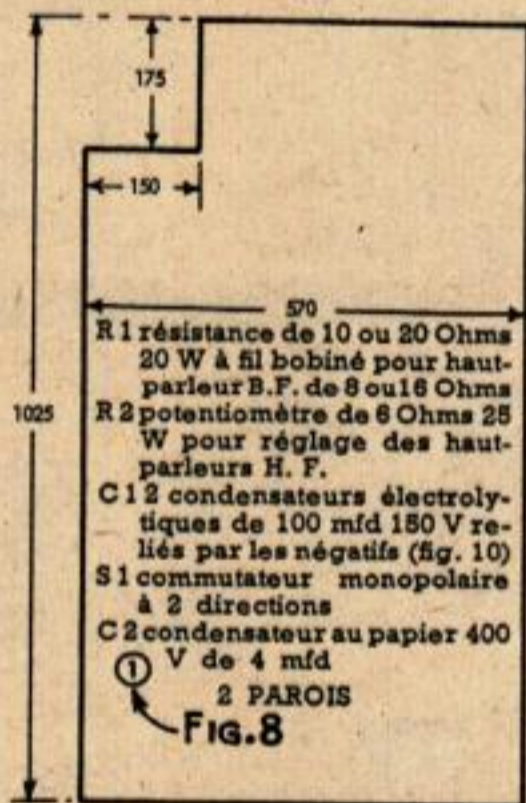 175
150
570
1025
R 1 résistance de 10 ou 20 Ohms
20 W à fil bobiné pour haut-
parleur B.F. de 8 ou 16 Ohms
R 2 potentiomètre de 6 Ohms 25
W pour réglage des haut-
parleurs H. F.
C 1 2 condensateurs électroly-
tiques de 100 mfd 150 V re-
liés par les négatifs (fig. 10)
S 1 commutateur monopolaire
à 2 directions
C 2 condensateur au papier 400
V de 4 mfd
1
2 PAROIS
FIG.8